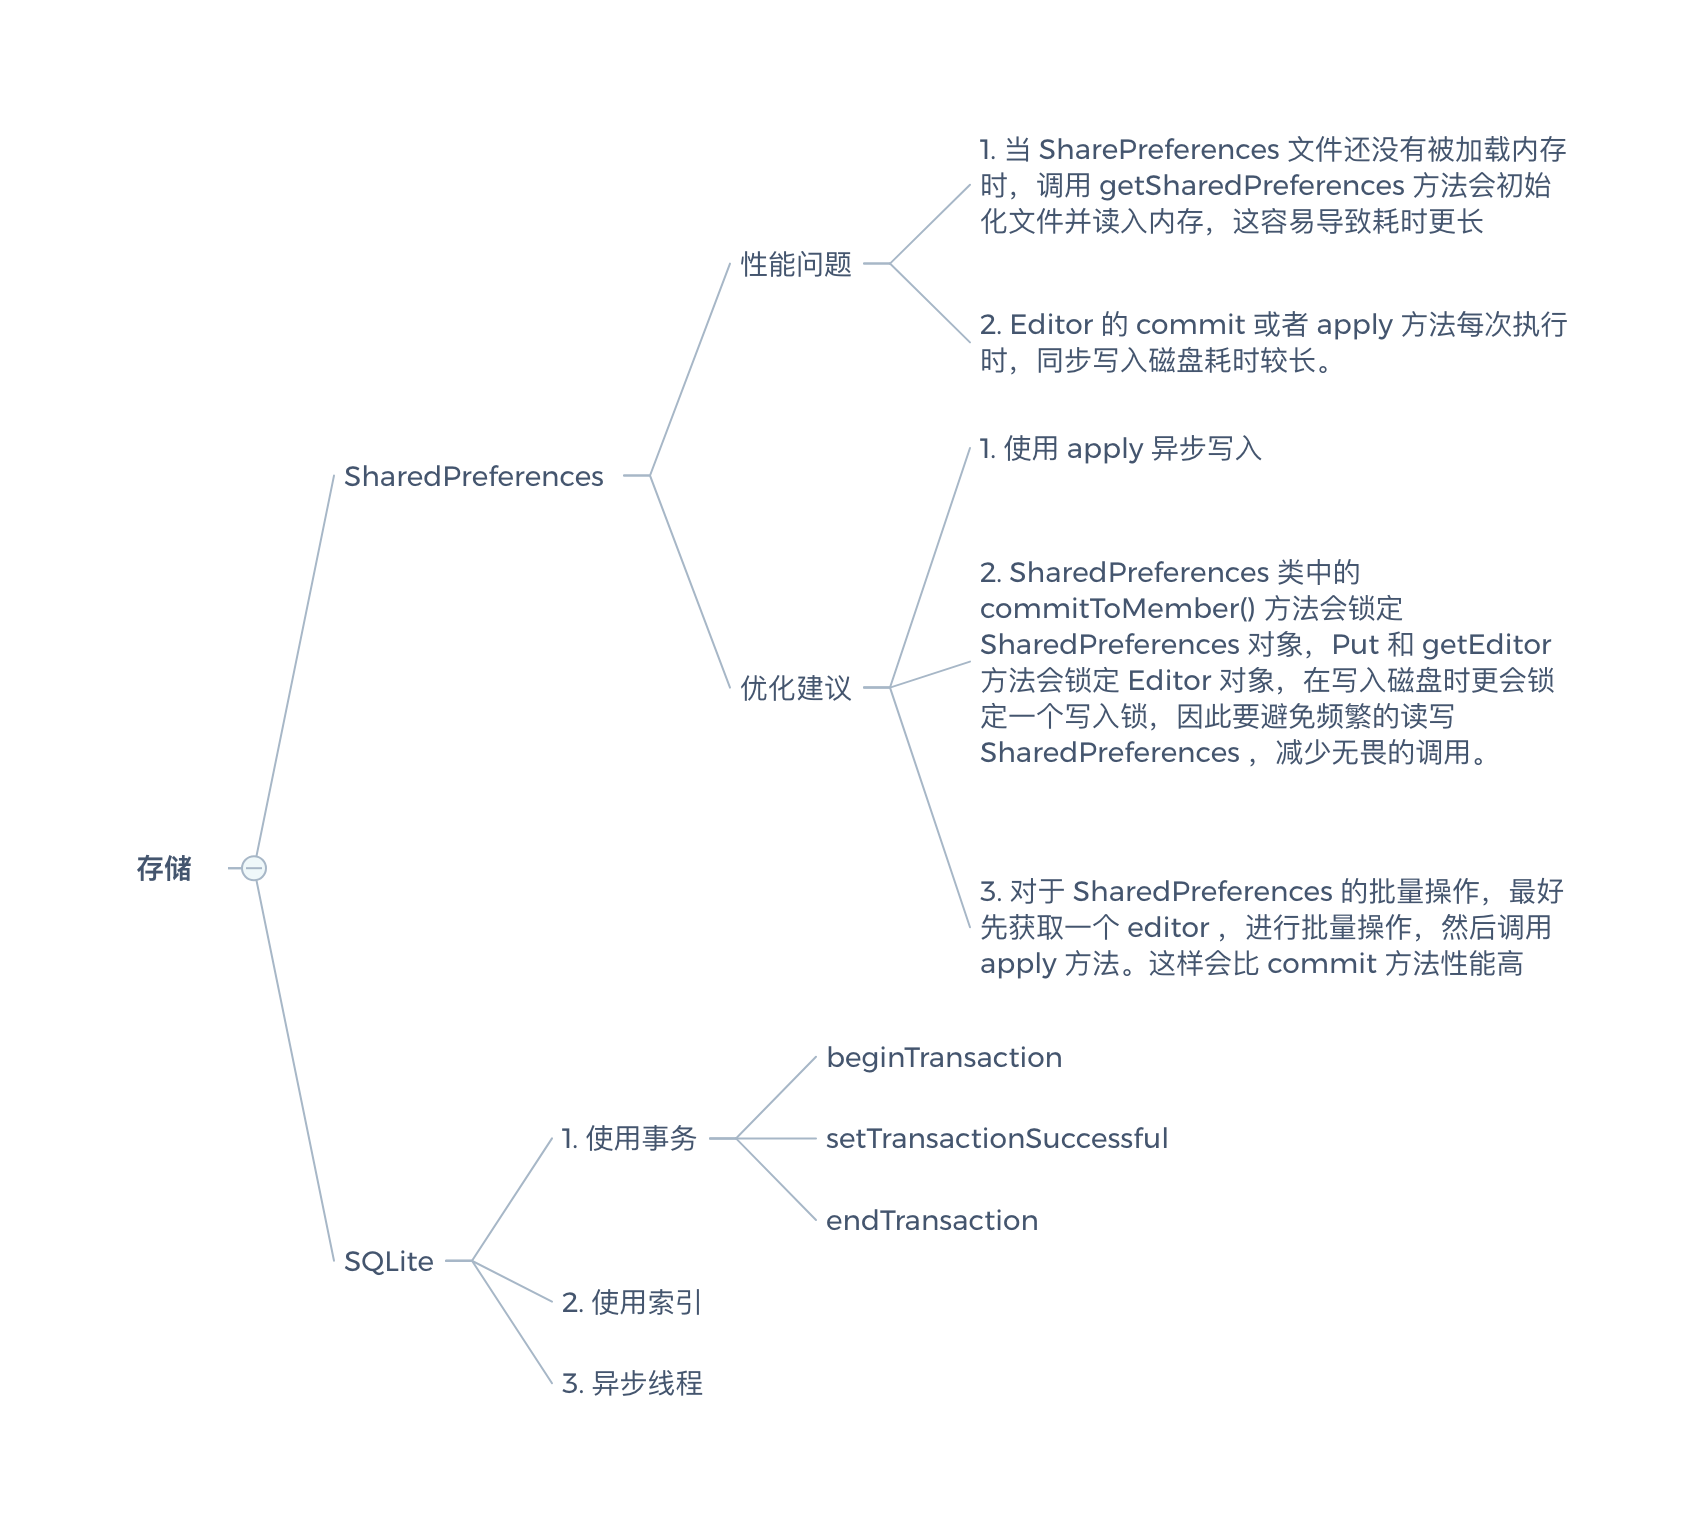 存储
SharedPreferences
性能问题
1. 当 SharePreferences 文件还没有被加载内存
时，调用 getSharedPreferences 方法会初始
化文件并读入内存，这容易导致耗时更长
2. Editor 的 commit 或者 apply 方法每次执行
时，同步写入磁盘耗时较长。
优化建议
1. 使用 apply 异步写入
2. SharedPreferences 类中的
commitToMember() 方法会锁定
SharedPreferences 对象，Put 和 getEditor
方法会锁定 Editor 对象，在写入磁盘时更会锁
定一个写入锁，因此要避免频繁的读写
SharedPreferences ，减少无畏的调用。
3. 对于 SharedPreferences 的批量操作，最好
先获取一个 editor ，进行批量操作，然后调用
apply 方法。这样会比 commit 方法性能高
SQLite
1. 使用事务
beginTransaction
setTransactionSuccessful
endTransaction
2. 使用索引
3. 异步线程